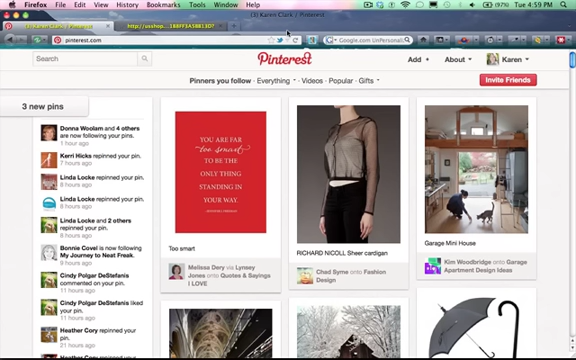 Firefox File Edit View History Bookmarks Tools Window Help
(97%) Tue 4:59 PM
(3) Karen Clark / Pinterest
(3) Karen Clark / Pinterest
pinterest.com
Search
Pinterest
Add About Karen
Pinners you follow · Everything · Videos · Popular · Gifts
Invite Friends
3 new pins
Donna Woolam and 4 others
are now following your pins.
1 hour ago
Kerri Hicks repinned your pin.
7 hours ago
Linda Locke repinned your pin.
8 hours ago
Linda Locke repinned your pin.
8 hours ago
Linda Locke and 2 others
repinned your pin.
8 hours ago
Bonnie Covel is now following
My Journey to Neat Freak.
9 hours ago
Cindy Polgar DeStefanis
commented on your pin.
11 hours ago
Cindy Polgar DeStefanis liked
your pin.
11 hours ago
Heather Cory repinned your
pin.
YOU ARE FAR
too smart
TO BE THE
ONLY THING
STANDING IN
YOUR WAY.
Too smart
Melissa Dery via Lynsey
Jones onto Quotes & Sayings
I LOVE
RICHARD NICOLL Sheer cardigan
Chad Syme onto Fashion
Design
Garage Mini House
Kim Woodbridge onto Garage
Apartment Design Ideas